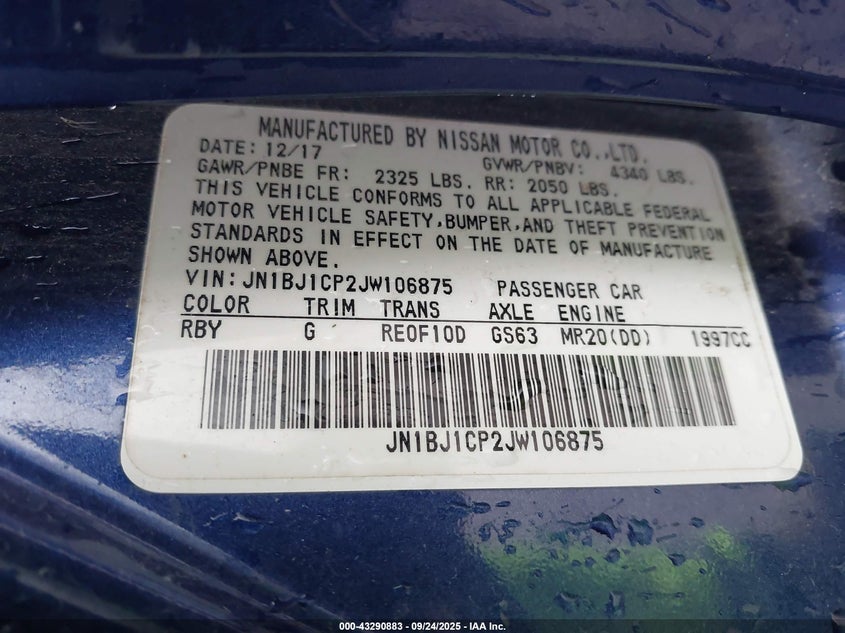 MANUFACTURED BY NISSAN MOTOR CO.,LTD.
DATE: 12/17 GVWR/PNBV: 4340 LBS.
GAWR/PNBE FR: 2325 LBS. RR: 2050 LBS.
THIS VEHICLE CONFORMS TO ALL APPLICABLE FEDERAL
MOTOR VEHICLE SAFETY,BUMPER,AND THEFT PREVENTION
STANDARDS IN EFFECT ON THE DATE OF MANUFACTURE
SHOWN ABOVE.
VIN:JN1BJ1CP2JW106875 PASSENGER CAR
COLOR TRIM TRANS AXLE ENGINE
RBY G RE0F10D GS63 MR20(DD) 1997CC
JN1BJ1CP2JW106875
000-43290883 - 09/24/2025 - IAA Inc.